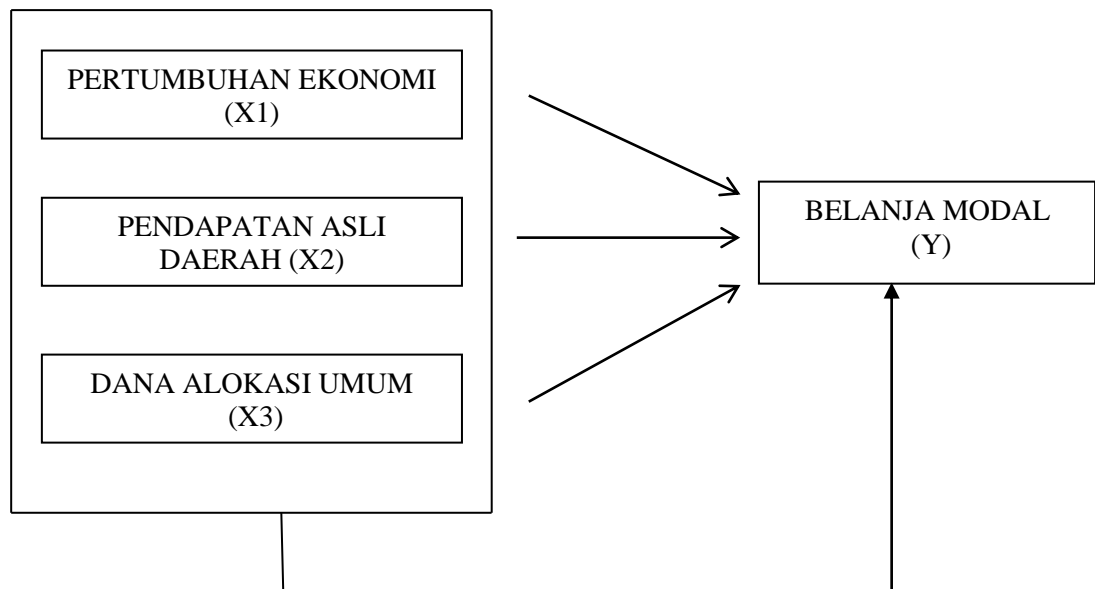 PERTUMBUHAN EKONOMI
(X1)
PENDAPATAN ASLI
DAERAH (X2)
DANA ALOKASI UMUM
(X3)
BELANJA MODAL
(Y)